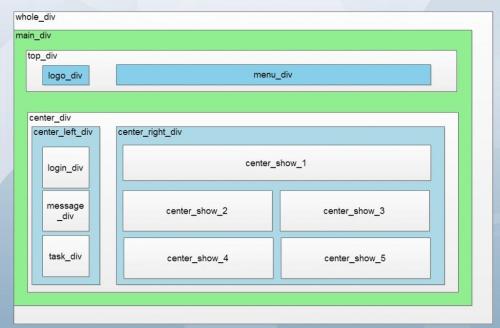 whole_div
main_div
top_div
logo_div
menu_div
center_div
center_left_div
login_div
message
_div
task_div
center_right_div
center_show_1
center_show_2
center_show_3
center_show_4
center_show_5